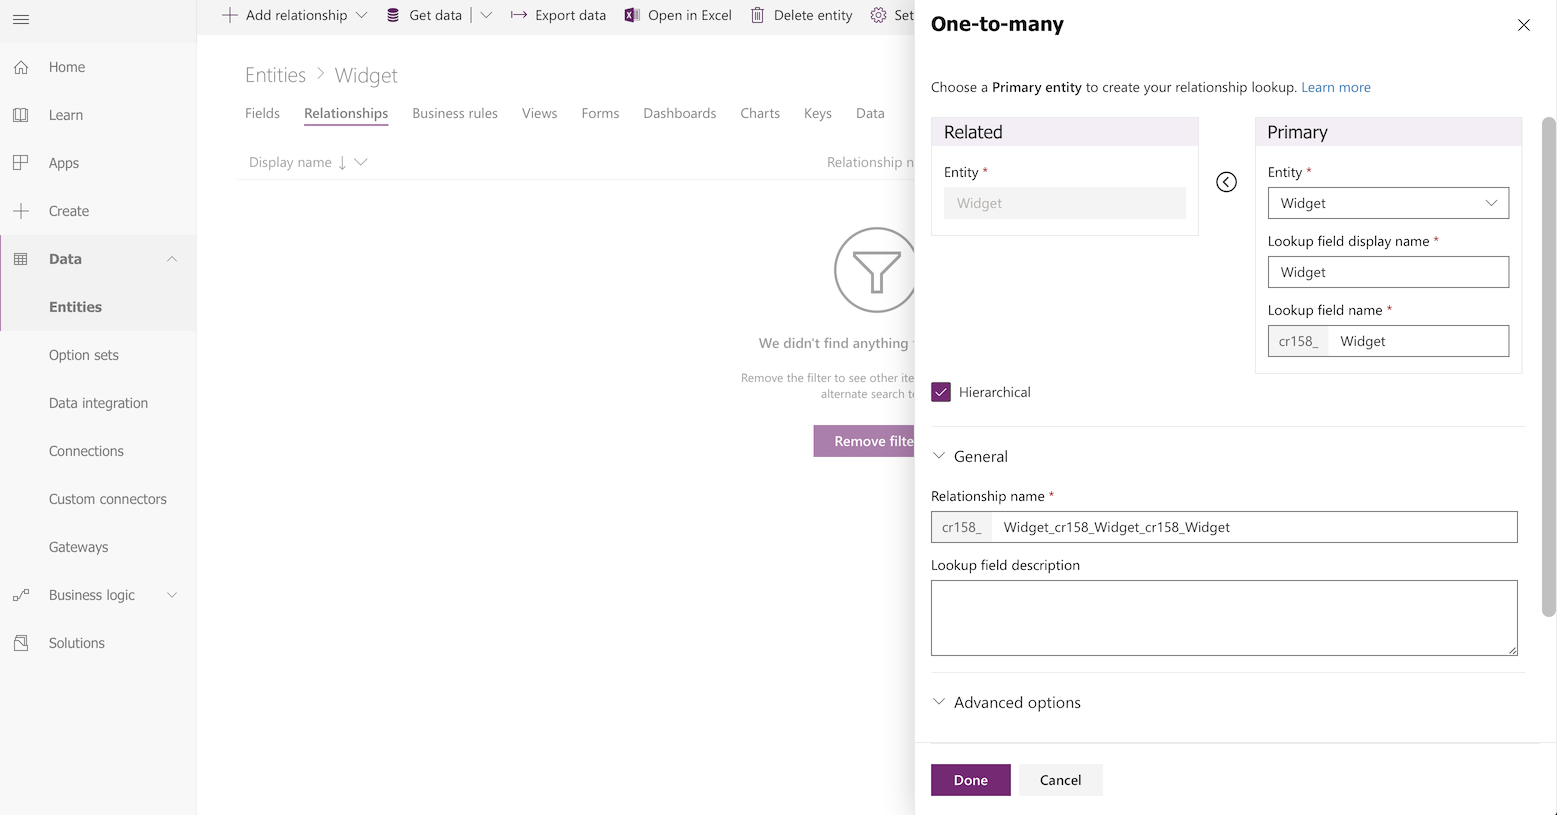 Add relationship
Get data
Export data
Open in Excel
Delete entity
Set
Home
Learn
Apps
Create
Data
Entities
Option sets
Data integration
Connections
Custom connectors
Gateways
Business logic
Solutions
Entities > Widget
Fields
Relationships
Business rules
Views
Forms
Dashboards
Charts
Keys
Data
Display name
Relationship n
We didn't find anything
Remove the filter to see other ite
alternate search te
Remove filte
One-to-many
Choose a Primary entity to create your relationship lookup. Learn more
Related
Entity *
Widget
Primary
Entity *
Widget
Lookup field display name *
Widget
Lookup field name *
cr158_ Widget
Hierarchical
General
Relationship name *
cr158_ Widget_cr158_Widget_cr158_Widget
Lookup field description
Advanced options
Done
Cancel